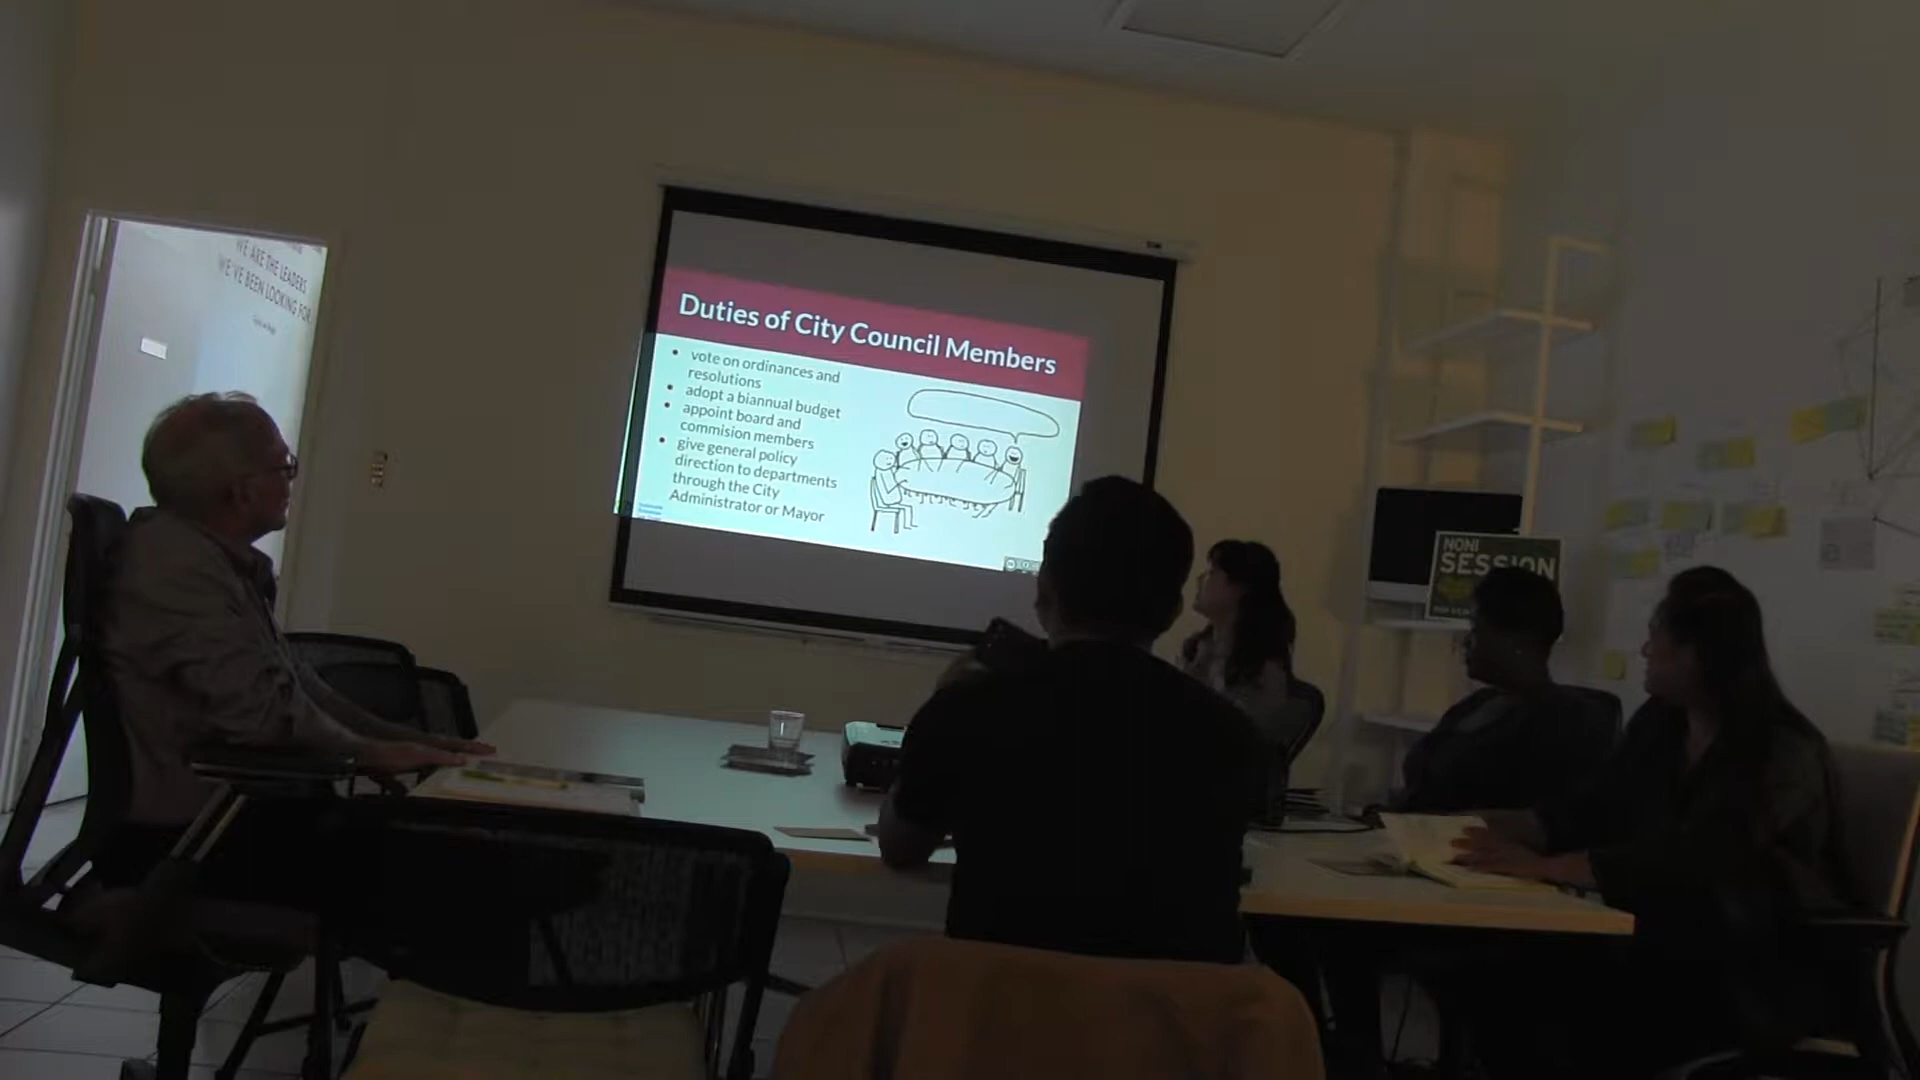 WE ARE THE LEADERS
WE'VE BEEN LOOKING FOR.
Duties of City Council Members
• vote on ordinances and
resolutions
• adopt a biannual budget
• appoint board and
commision members
• give general policy
direction to departments
through the City
Administrator or Mayor
NONI
SESSION